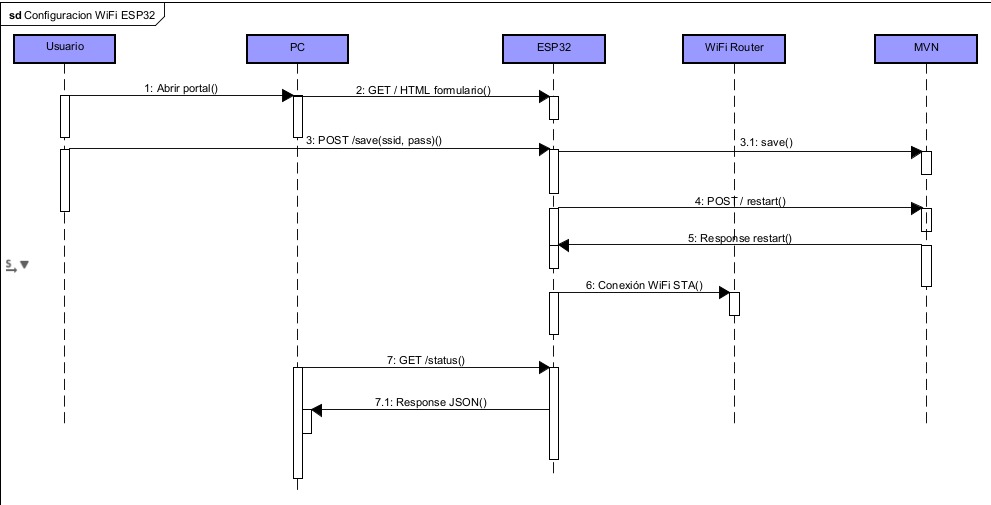 sd Configuracion WiFi ESP32
Usuario
PC
ESP32
WiFi Router
MVN
1: Abrir portal()
2: GET / HTML formulario()
3: POST /save(ssid, pass)()
3.1: save()
4: POST / restart()
5: Response restart()
S
6: Conexión WiFi STA()
7: GET /status()
7.1: Response JSON()